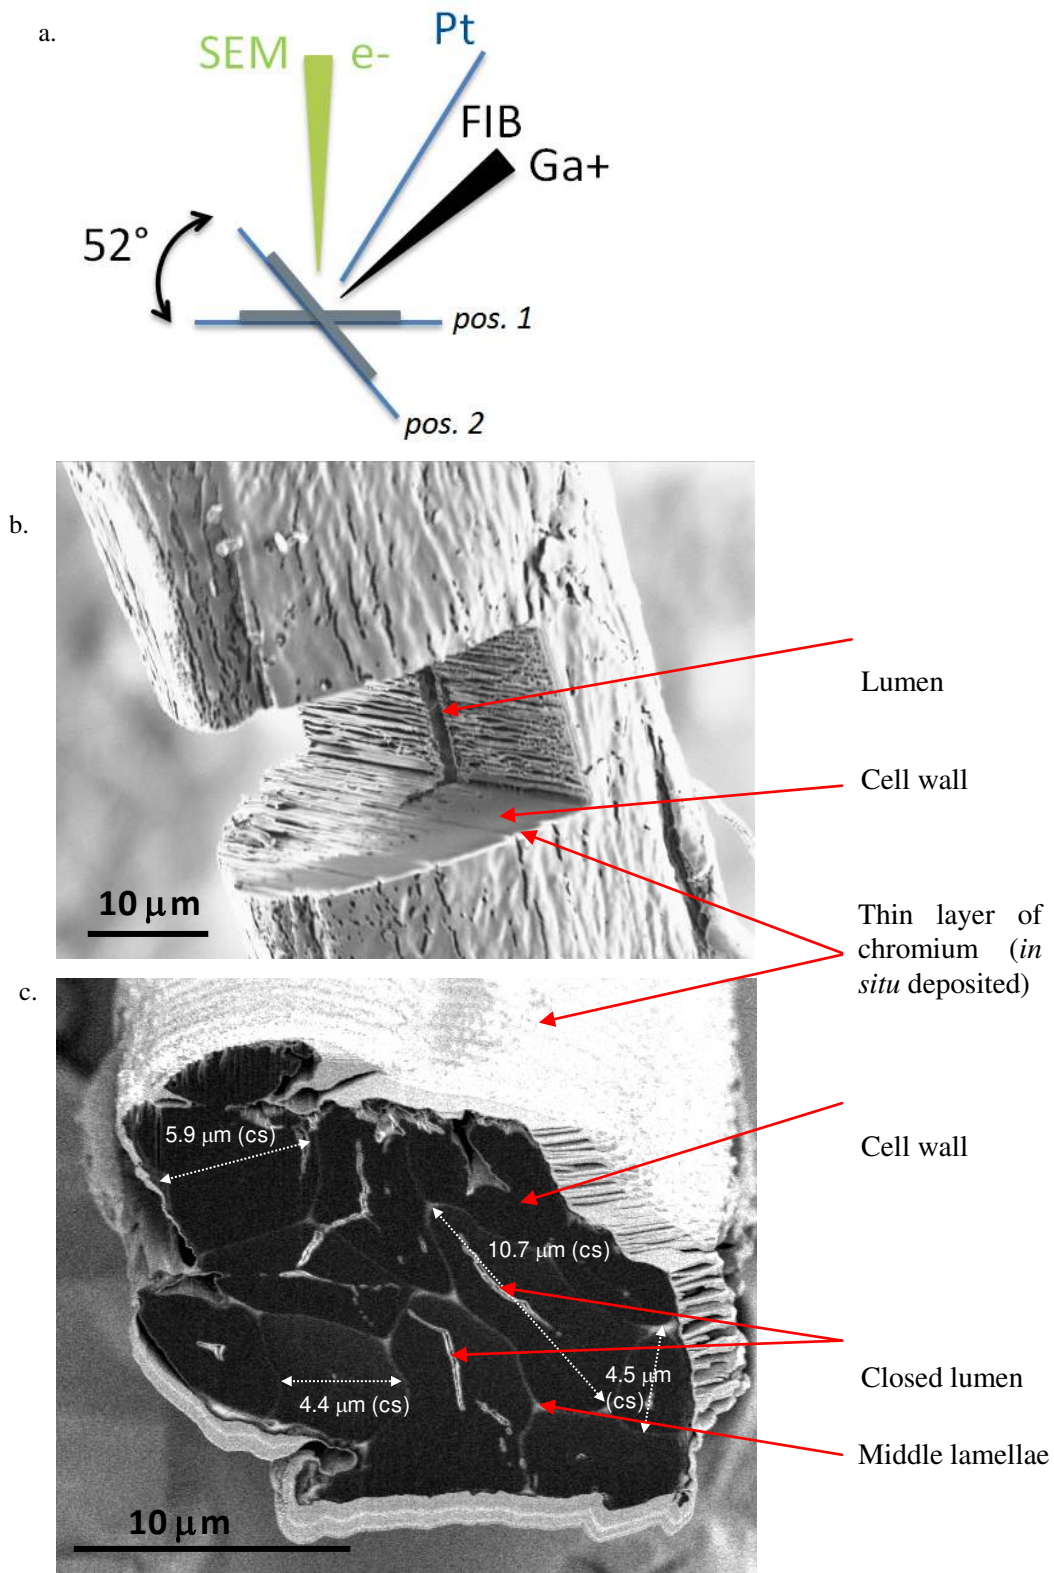 a.
SEM e-
Pt
FIB
Ga+
52°
pos. 1
pos. 2
b.
Lumen
Cell wall
10 µm
Thin layer of
chromium (in
situ deposited)
c.
5.9 µm (cs)
Cell wall
10.7 µm (cs)
4.5 µm
(cs)
4.4 µm (cs)
Closed lumen
Middle lamellae
10 µm